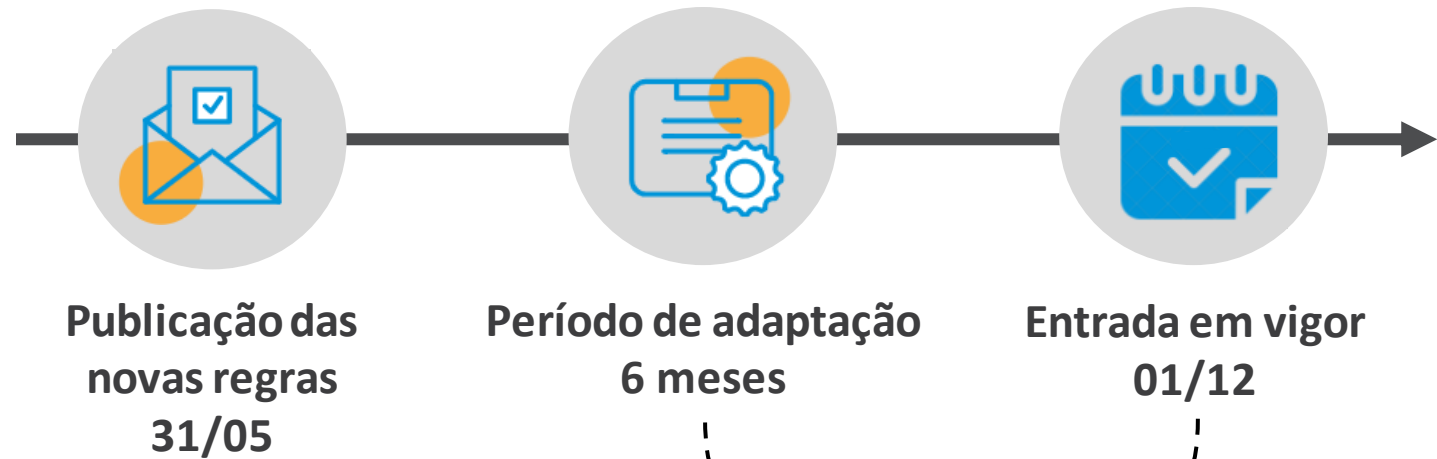 Publicação das
novas regras
31/05
Período de adaptação
6 meses
Entrada em vigor
01/12